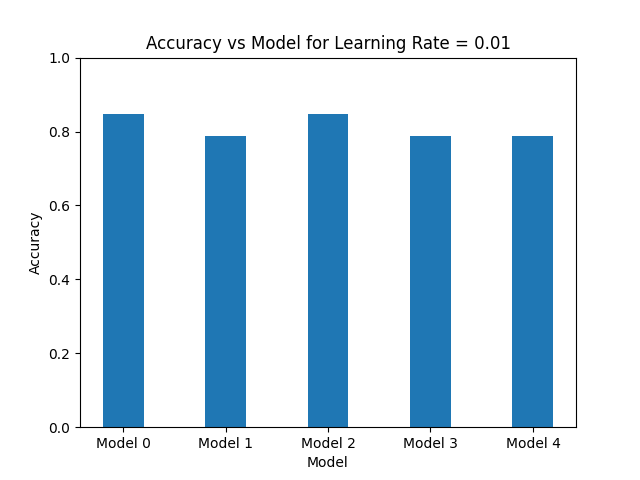 Accuracy vs Model for Learning Rate = 0.01
1.0
0.8
0.6
0.4
0.2
0.0
Accuracy
Model 0 Model 1 Model 2 Model 3 Model 4
Model